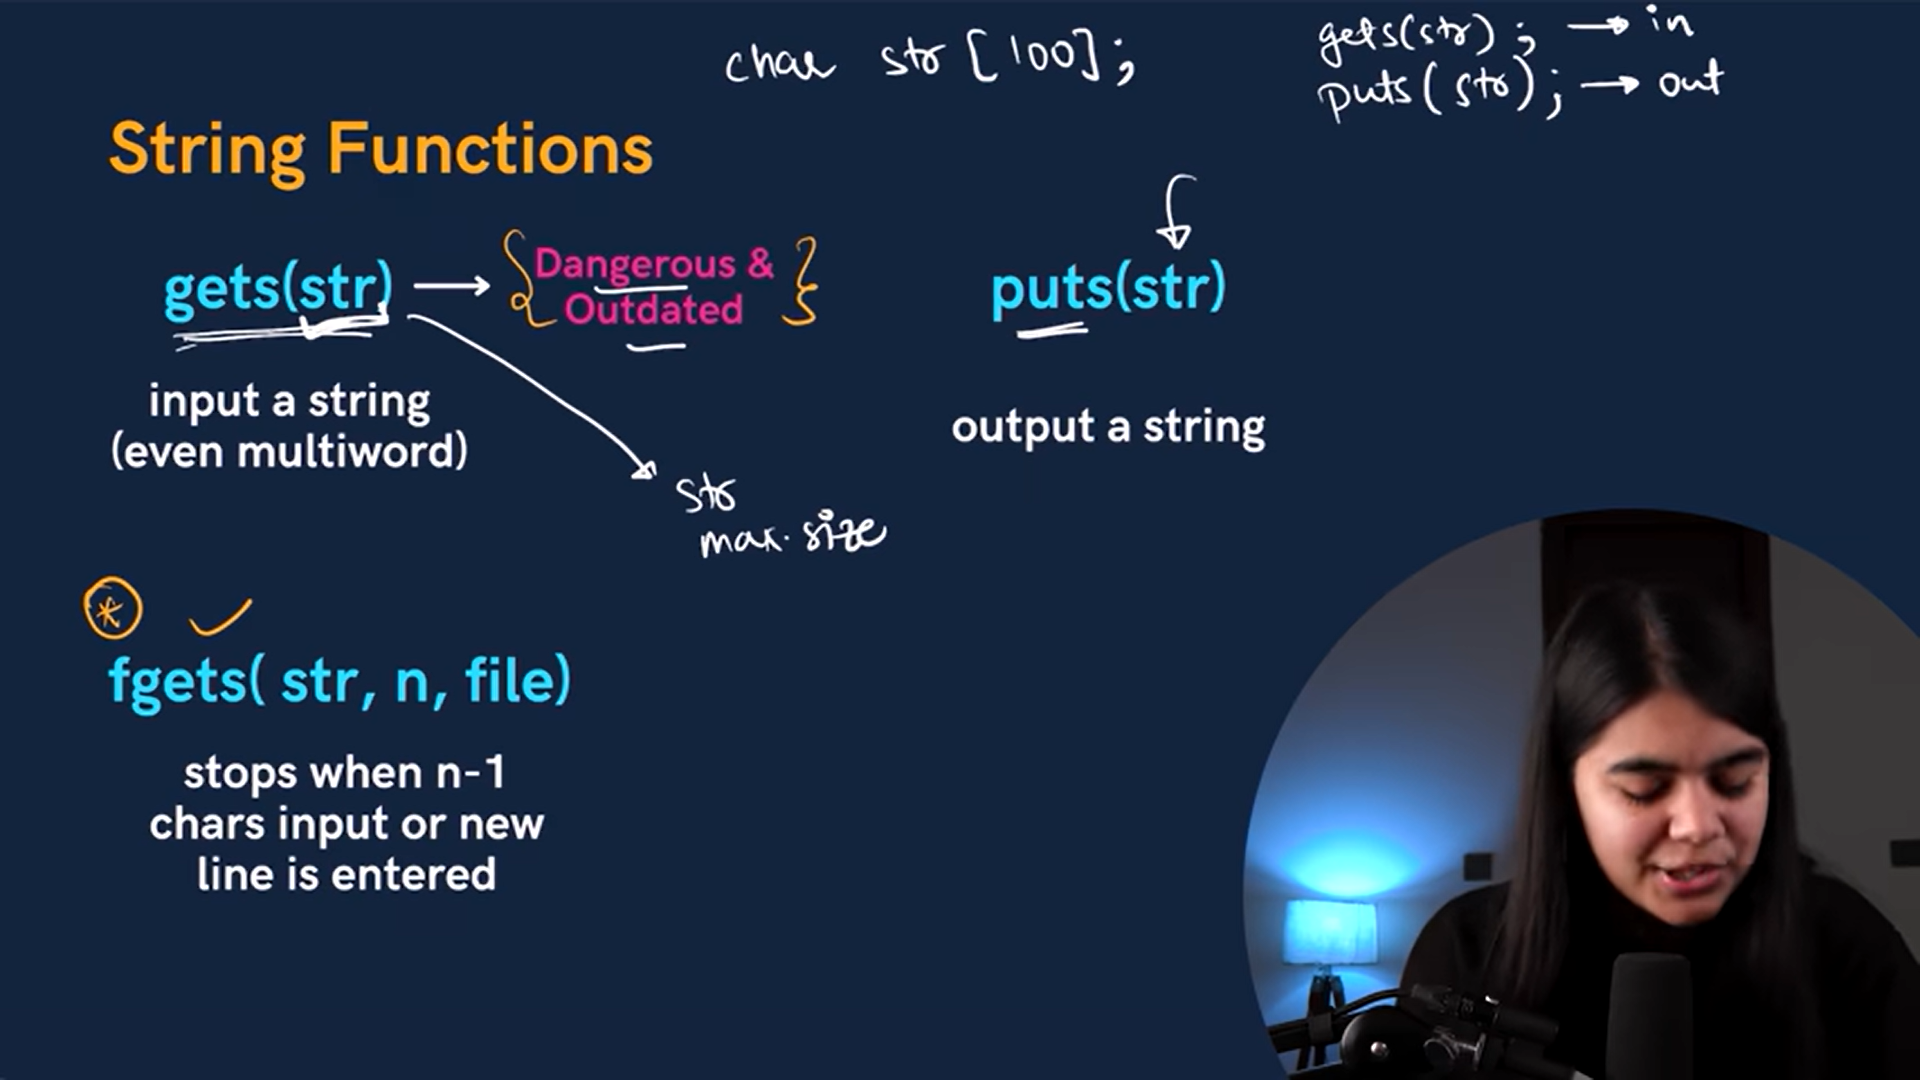 char str [100];
gets(str); → in
puts(str); → out
String Functions
gets(str) → { Dangerous & Outdated }
puts(str)
input a string
(even multiword)
output a string
str
max. size
* ✓
fgets( str, n, file)
stops when n-1
chars input or new
line is entered